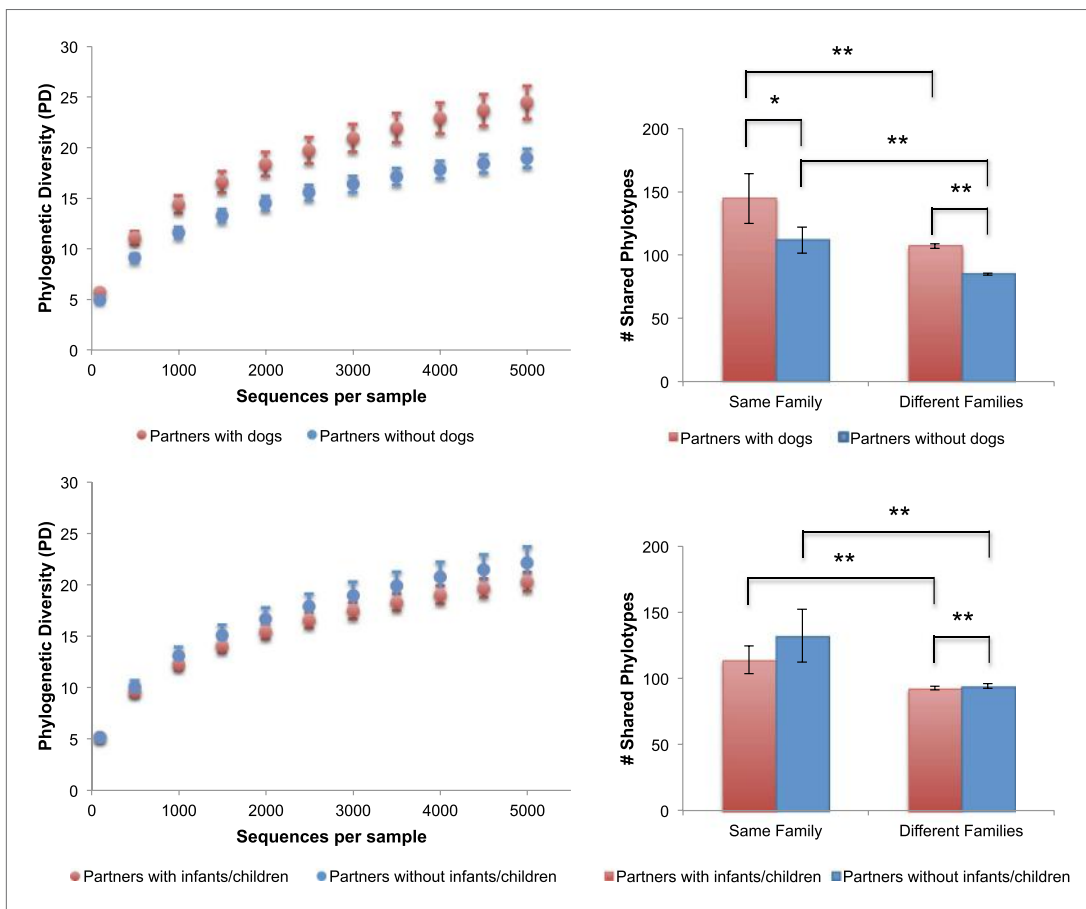 30
25
20
15
10
5
0
Phylogenetic Diversity (PD)
0 1000 2000 3000 4000 5000
Sequences per sample
Partners with dogs Partners without dogs
** 
*
**
**
200
150
100
50
0
# Shared Phylotypes
Same Family Different Families
Partners with dogs Partners without dogs
30
25
20
15
10
5
0
Phylogenetic Diversity (PD)
0 1000 2000 3000 4000 5000
Sequences per sample
Partners with infants/children Partners without infants/children
**
**
**
200
150
100
50
0
# Shared Phylotypes
Same Family Different Families
Partners with infants/children Partners without infants/children